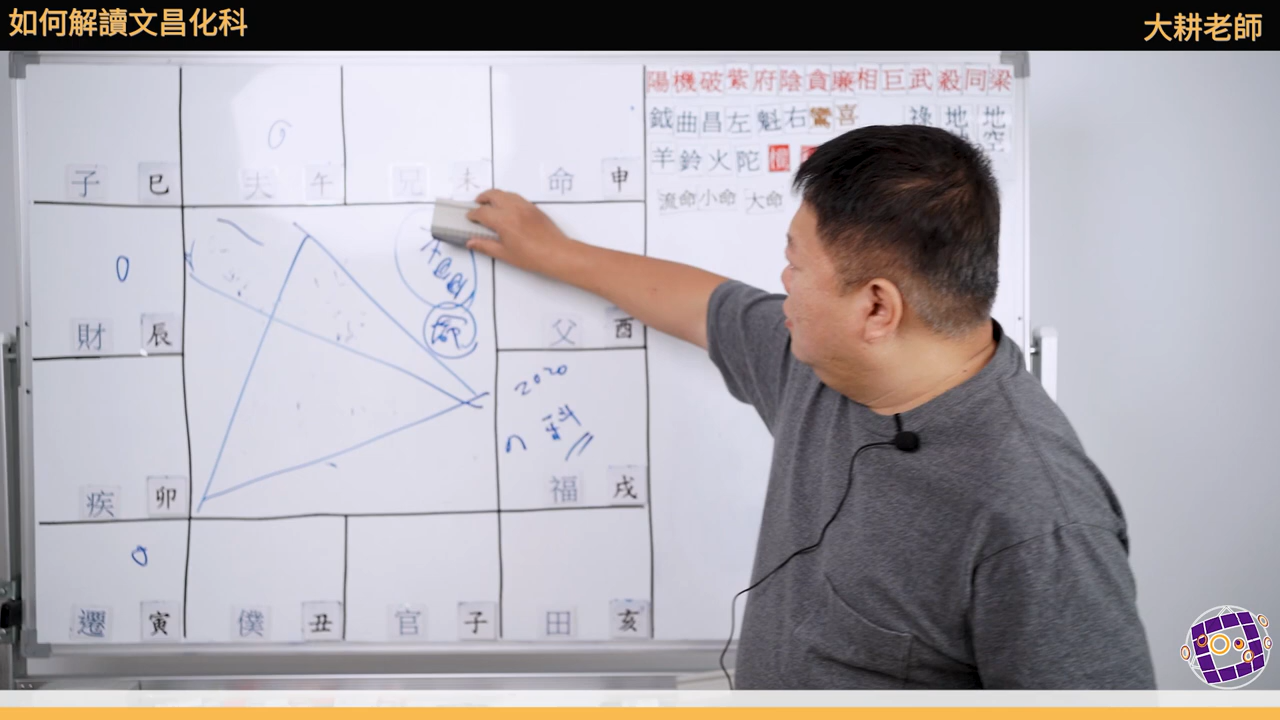 如何解讀文昌化科
大耕老師
陽機破紫府陰貪廉相巨武殺同梁
鉞曲昌左魁右鸞喜 祿地地
空
羊鈴火陀
流命小命 大命
子 巳 夫 午 兄 未 命 申
財 辰 父 酉
2020
科
疾 卯 福 戌
遷 寅 僕 丑 官 子 田 亥